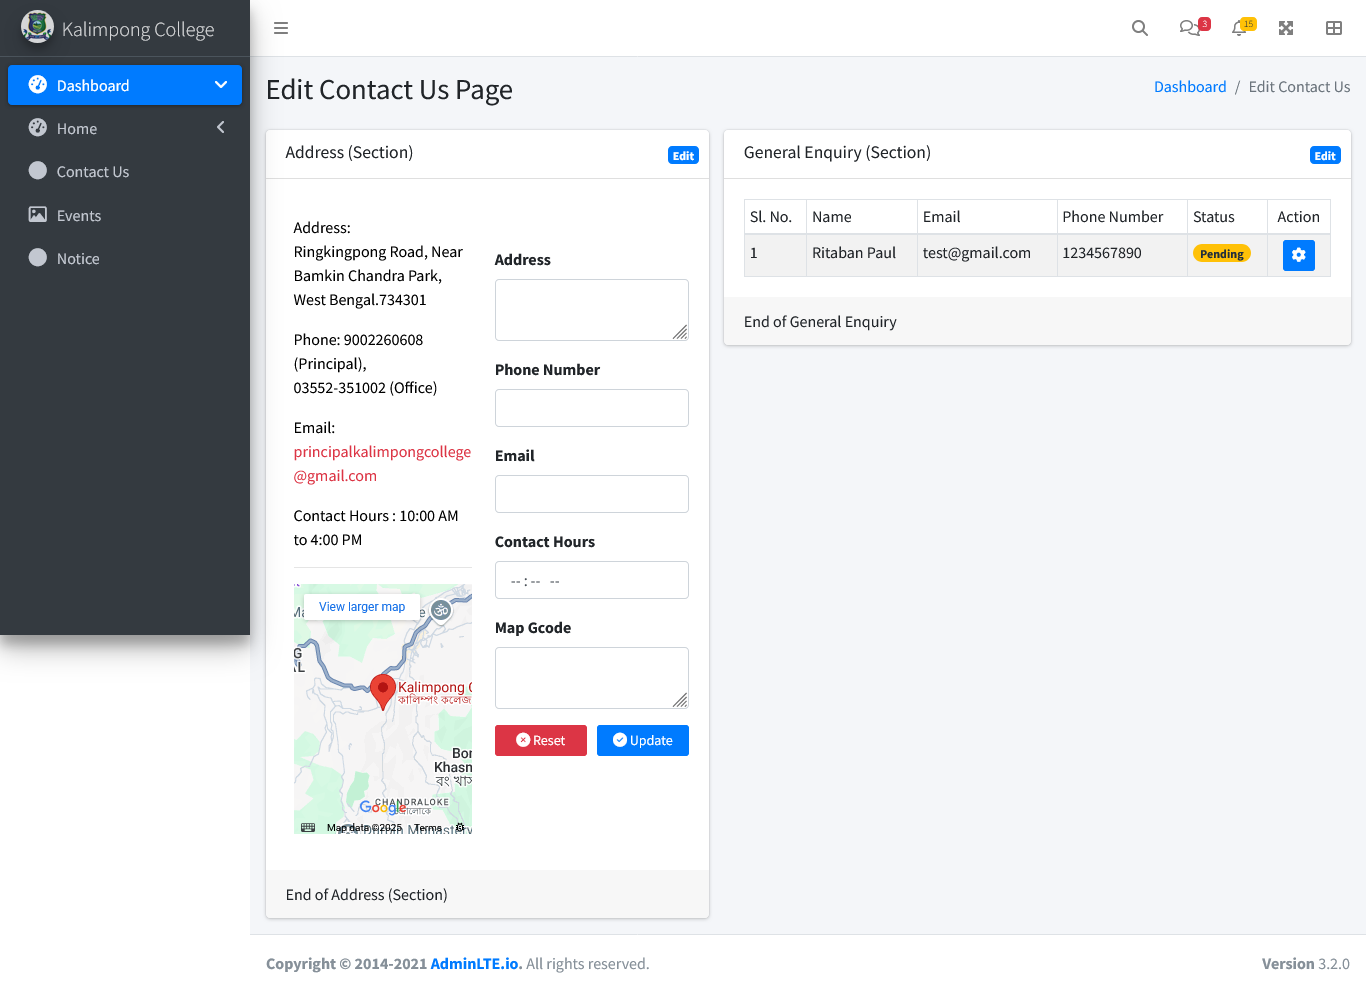 Kalimpong College
3
15
Dashboard
Home
Contact Us
Events
Notice
Edit Contact Us Page
Dashboard / Edit Contact Us
Address (Section)
Edit
Address:
Ringkingpong Road, Near
Bamkin Chandra Park,
West Bengal.734301
Phone: 9002260608
(Principal),
03552-351002 (Office)
Email:
principalkalimpongcollege
@gmail.com
Contact Hours : 10:00 AM
to 4:00 PM
View larger map
Kalimpong C
কালিম্পং কলেজ
Bor
Khasn
বং খাস
CHANDRALOKE
Google
Map data ©2025
Terms
Durpin Monastery
Address
Phone Number
Email
Contact Hours
-- : -- --
Map Gcode
Reset
Update
End of Address (Section)
General Enquiry (Section)
Edit
Sl. No. Name Email Phone Number Status Action
1 Ritaban Paul test@gmail.com 1234567890 Pending
End of General Enquiry
Copyright © 2014-2021 AdminLTE.io. All rights reserved.
Version 3.2.0